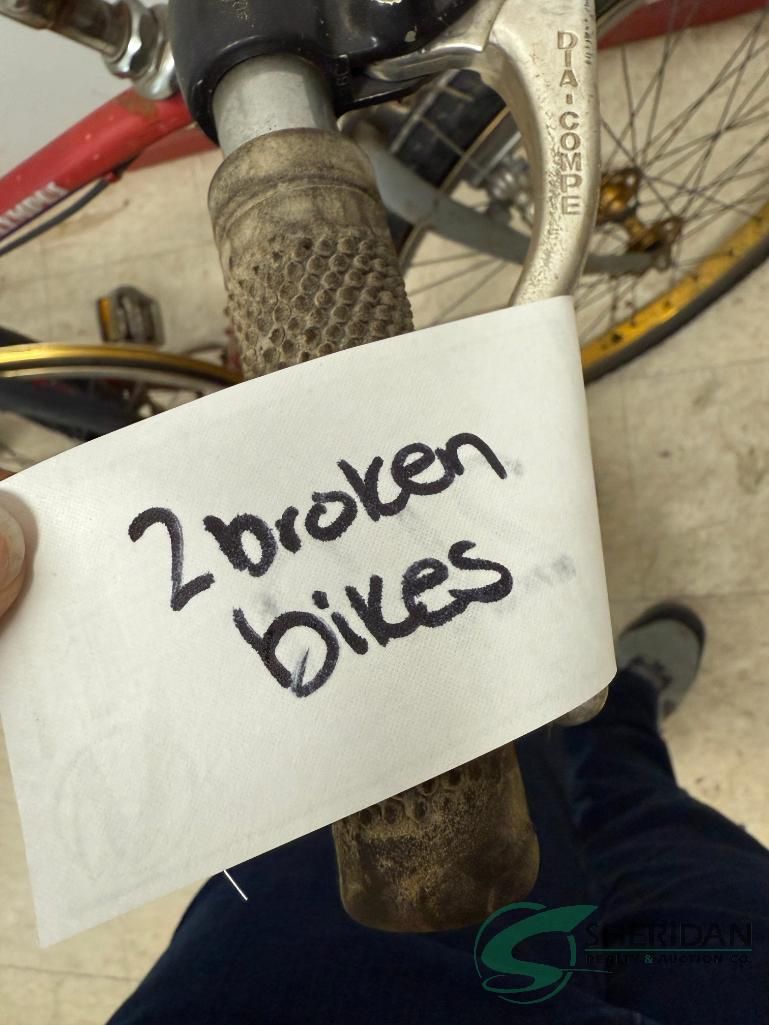 DIA-COMPE
2 broken
bikes
SHERIDAN
REALTY & AUCTION CO.